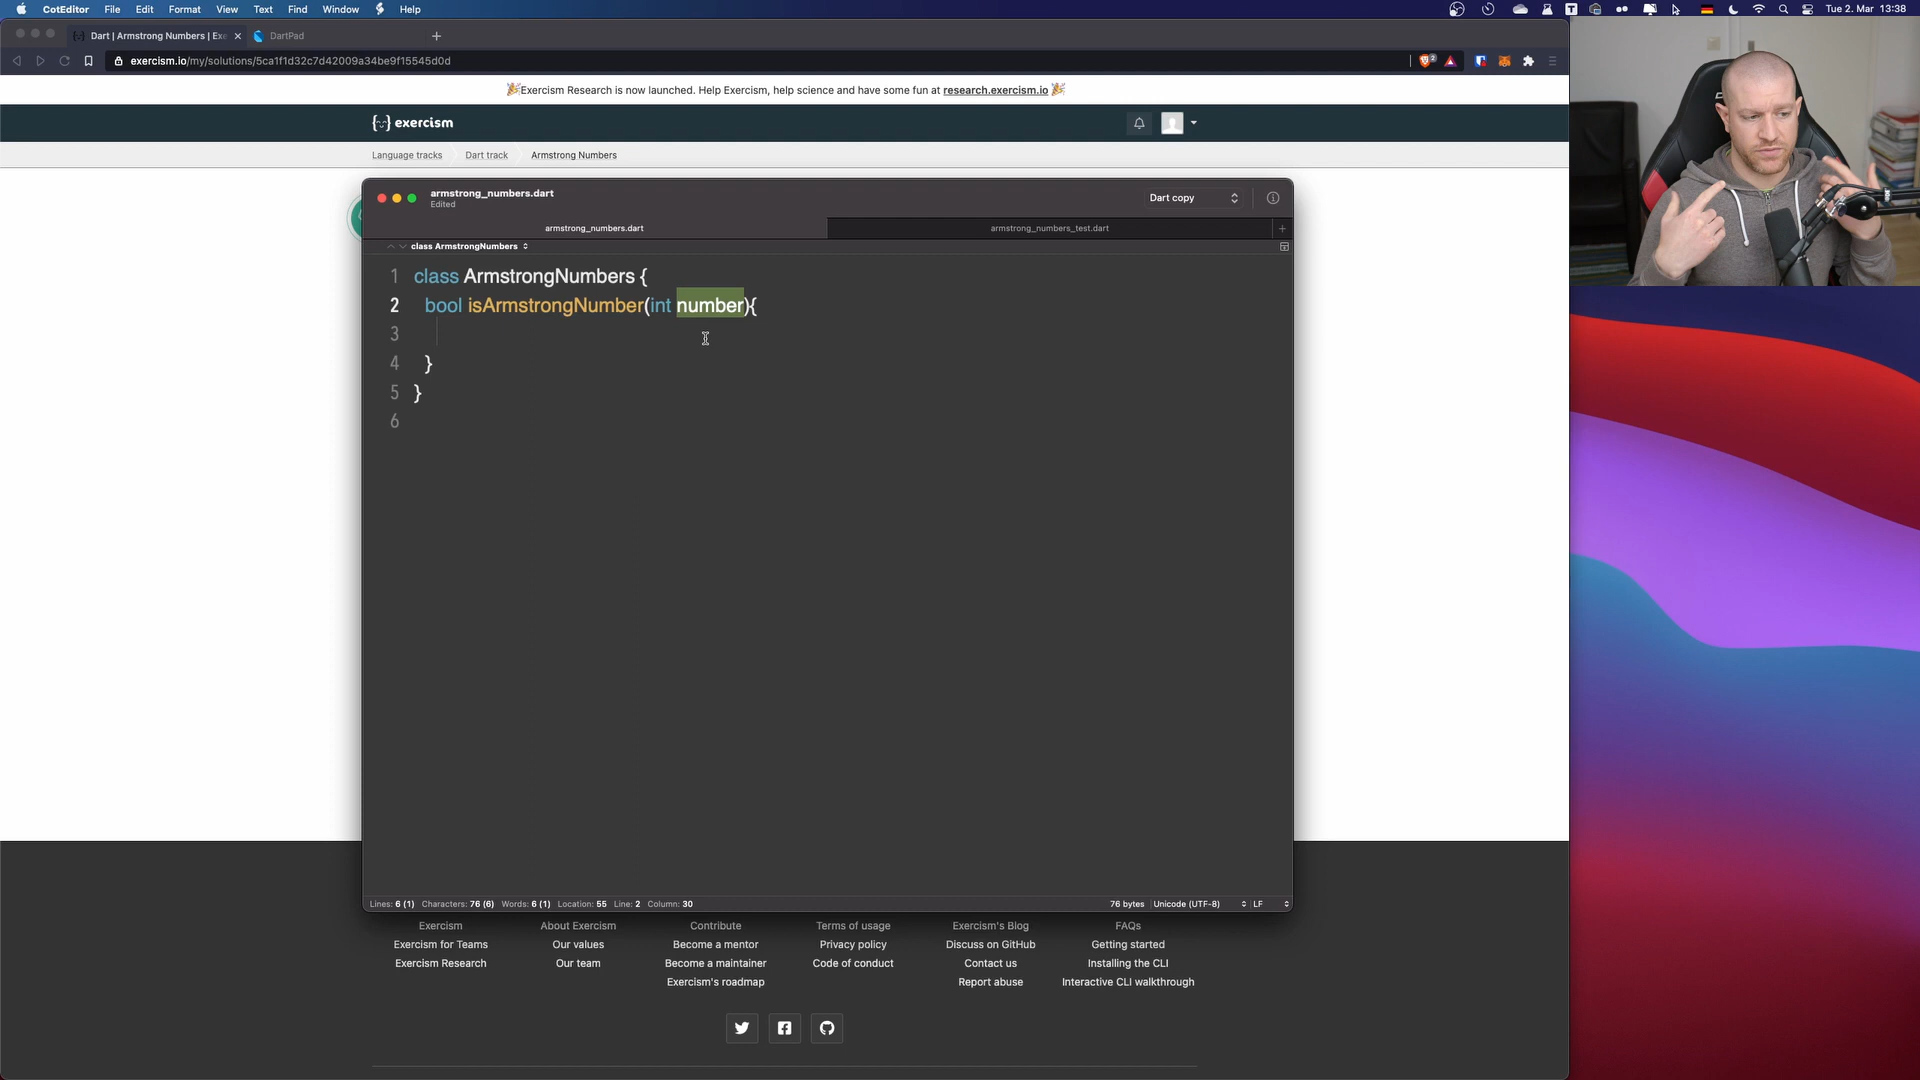 CotEditor File Edit Format View Text Find Window Help
Tue 2. Mar 13:38
Dart | Armstrong Numbers | Exe
DartPad
exercism.io/my/solutions/5ca1f1d32c7d42009a34be9f15545d0d
Exercism Research is now launched. Help Exercism, help science and have some fun at research.exercism.io
exercism
Language tracks Dart track Armstrong Numbers
armstrong_numbers.dart
Edited
Dart copy
armstrong_numbers.dart
armstrong_numbers_test.dart
class ArmstrongNumbers
1 class ArmstrongNumbers {
2 bool isArmstrongNumber(int number){
3
4 }
5 }
6
Lines: 6 (1) Characters: 76 (6) Words: 6 (1) Location: 55 Line: 2 Column: 30
76 bytes Unicode (UTF-8) LF
Exercism About Exercism Contribute Terms of usage Exercism's Blog FAQs
Exercism for Teams Our values Become a mentor Privacy policy Discuss on GitHub Getting started
Exercism Research Our team Become a maintainer Code of conduct Contact us Installing the CLI
Exercism's roadmap Report abuse Interactive CLI walkthrough